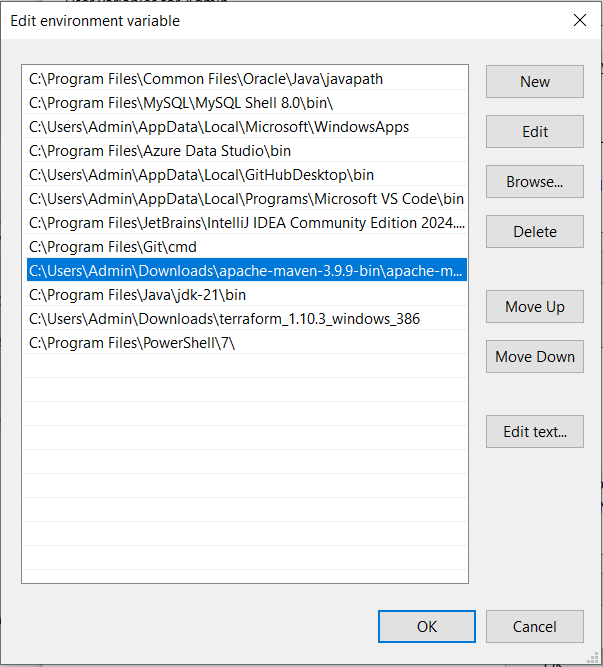 User variables for Admin
Edit environment variable
C:\Program Files\Common Files\Oracle\Java\javapath
C:\Program Files\MySQL\MySQL Shell 8.0\bin\
C:\Users\Admin\AppData\Local\Microsoft\WindowsApps
C:\Program Files\Azure Data Studio\bin
C:\Users\Admin\AppData\Local\GitHubDesktop\bin
C:\Users\Admin\AppData\Local\Programs\Microsoft VS Code\bin
C:\Program Files\JetBrains\IntelliJ IDEA Community Edition 2024....
C:\Program Files\Git\cmd
C:\Users\Admin\Downloads\apache-maven-3.9.9-bin\apache-m...
C:\Program Files\Java\jdk-21\bin
C:\Users\Admin\Downloads\terraform_1.10.3_windows_386
C:\Program Files\PowerShell\7\
New
Edit
Browse...
Delete
Move Up
Move Down
Edit text...
OK
Cancel